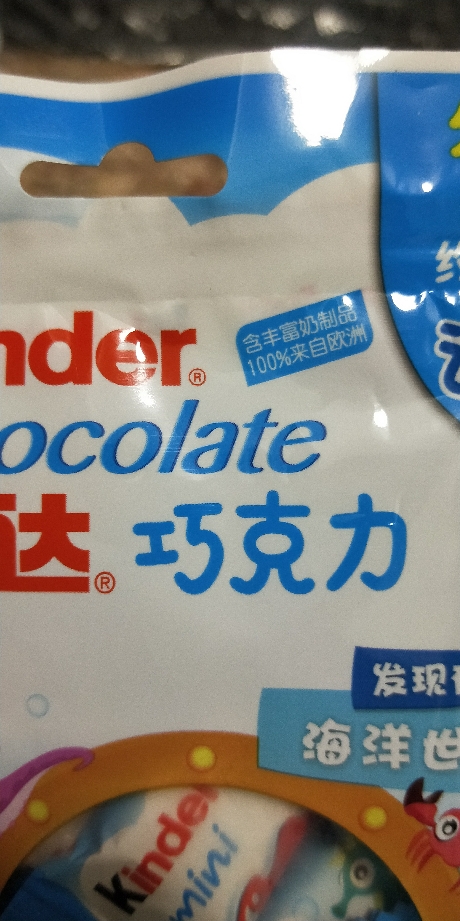 含丰富奶制品
100%来自欧洲
nder®
ocolate
达® 巧克力
发现
海洋世
Kinder
mini